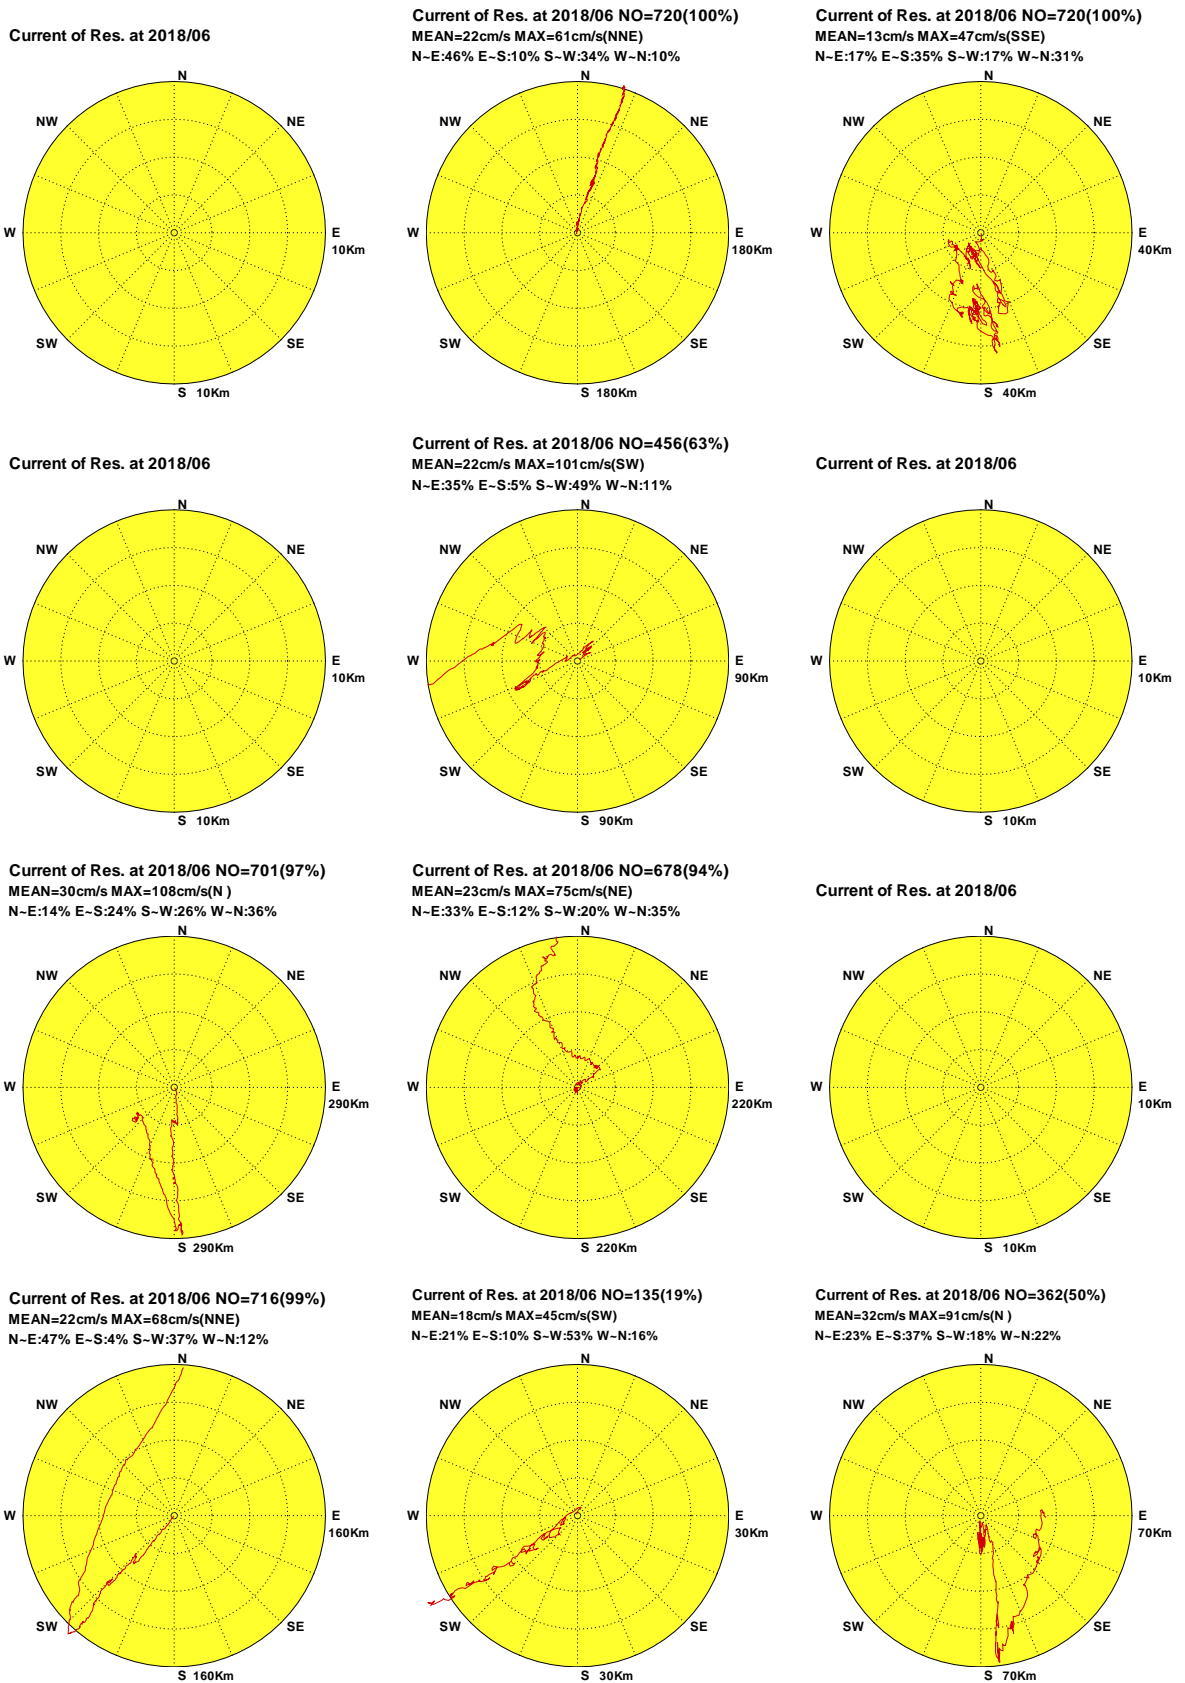 Current of Res. at 2018/06
N
NW
NE
W
E
10Km
SW
SE
S 10Km
Current of Res. at 2018/06 NO=720(100%)
MEAN=22cm/s MAX=61cm/s(NNE)
N~E:46% E~S:10% S~W:34% W~N:10%
N
NW
NE
W
E
180Km
SW
SE
S 180Km
Current of Res. at 2018/06 NO=720(100%)
MEAN=13cm/s MAX=47cm/s(SSE)
N~E:17% E~S:35% S~W:17% W~N:31%
N
NW
NE
W
E
40Km
SW
SE
S 40Km
Current of Res. at 2018/06
N
NW
NE
W
E
10Km
SW
SE
S 10Km
Current of Res. at 2018/06 NO=456(63%)
MEAN=22cm/s MAX=101cm/s(SW)
N~E:35% E~S:5% S~W:49% W~N:11%
N
NW
NE
W
E
90Km
SW
SE
S 90Km
Current of Res. at 2018/06
N
NW
NE
W
E
10Km
SW
SE
S 10Km
Current of Res. at 2018/06 NO=701(97%)
MEAN=30cm/s MAX=108cm/s(N )
N~E:14% E~S:24% S~W:26% W~N:36%
N
NW
NE
W
E
290Km
SW
SE
S 290Km
Current of Res. at 2018/06 NO=678(94%)
MEAN=23cm/s MAX=75cm/s(NE)
N~E:33% E~S:12% S~W:20% W~N:35%
N
NW
NE
W
E
220Km
SW
SE
S 220Km
Current of Res. at 2018/06
N
NW
NE
W
E
10Km
SW
SE
S 10Km
Current of Res. at 2018/06 NO=716(99%)
MEAN=22cm/s MAX=68cm/s(NNE)
N~E:47% E~S:4% S~W:37% W~N:12%
N
NW
NE
W
E
160Km
SW
SE
S 160Km
Current of Res. at 2018/06 NO=135(19%)
MEAN=18cm/s MAX=45cm/s(SW)
N~E:21% E~S:10% S~W:53% W~N:16%
N
NW
NE
W
E
30Km
SW
SE
S 30Km
Current of Res. at 2018/06 NO=362(50%)
MEAN=32cm/s MAX=91cm/s(N )
N~E:23% E~S:37% S~W:18% W~N:22%
N
NW
NE
W
E
70Km
SW
SE
S 70Km